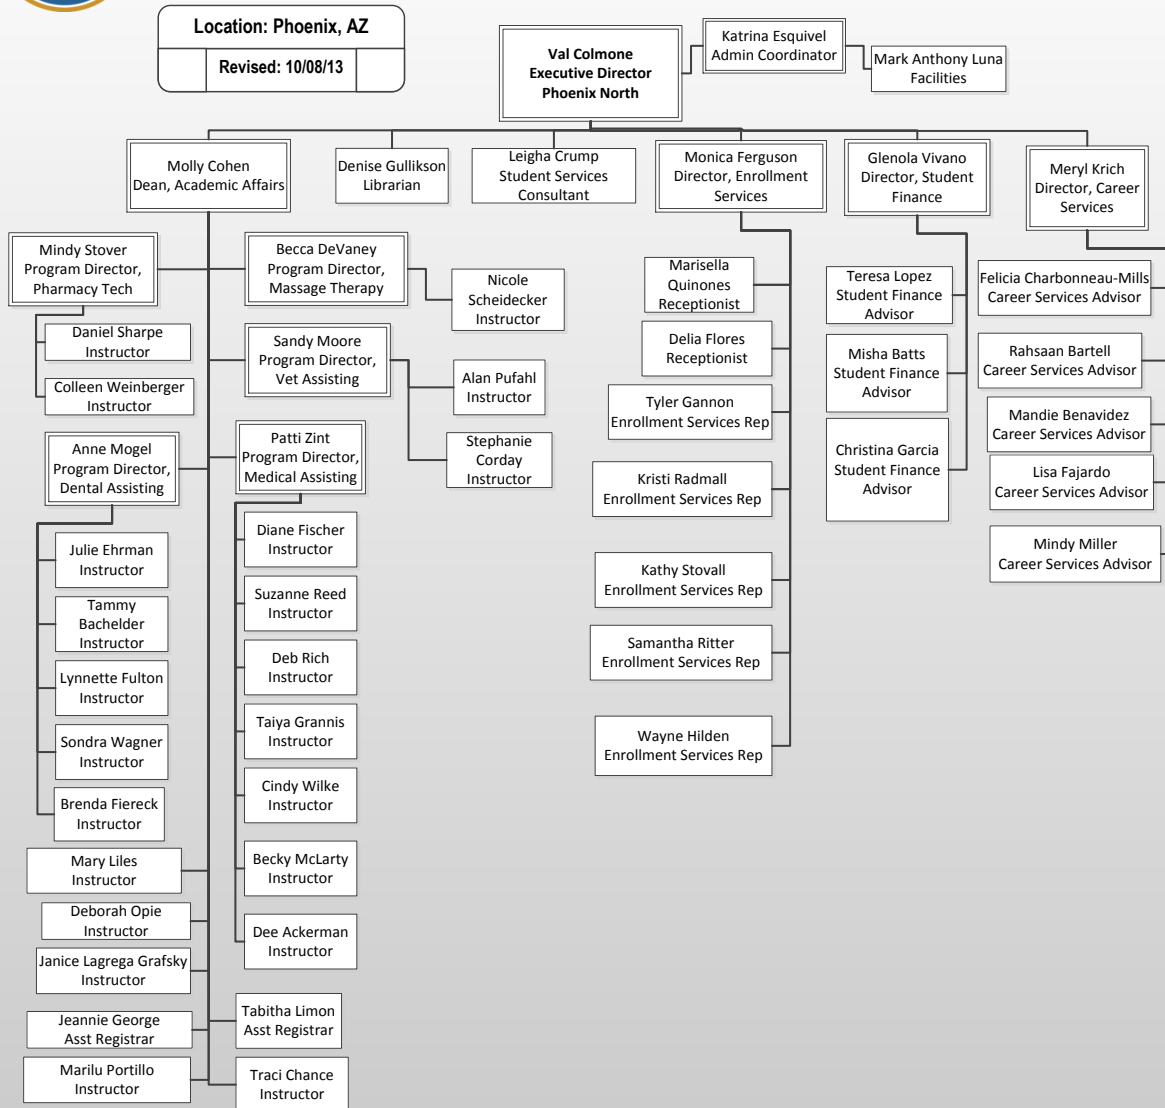 Location: Phoenix, AZ
Revised: 10/08/13
Val Colmone
Executive Director
Phoenix North
Katrina Esquivel
Admin Coordinator
Mark Anthony Luna
Facilities
Molly Cohen
Dean, Academic Affairs
Denise Gullikson
Librarian
Leigha Crump
Student Services
Consultant
Monica Ferguson
Director, Enrollment
Services
Glenola Vivano
Director, Student
Finance
Meryl Krich
Director, Career
Services
Mindy Stover
Program Director,
Pharmacy Tech
Daniel Sharpe
Instructor
Colleen Weinberger
Instructor
Becca DeVaney
Program Director,
Massage Therapy
Nicole
Scheidecker
Instructor
Sandy Moore
Program Director,
Vet Assisting
Alan Pufahl
Instructor
Stephanie
Corday
Instructor
Anne Mogel
Program Director,
Dental Assisting
Julie Ehrman
Instructor
Tammy
Bachelder
Instructor
Lynnette Fulton
Instructor
Sondra Wagner
Instructor
Brenda Fiereck
Instructor
Patti Zint
Program Director,
Medical Assisting
Diane Fischer
Instructor
Suzanne Reed
Instructor
Deb Rich
Instructor
Taiya Grannis
Instructor
Cindy Wilke
Instructor
Becky McLarty
Instructor
Dee Ackerman
Instructor
Mary Liles
Instructor
Deborah Opie
Instructor
Janice Lagrega Grafsky
Instructor
Jeannie George
Asst Registrar
Tabitha Limon
Asst Registrar
Marilu Portillo
Instructor
Traci Chance
Instructor
Marisella
Quinones
Receptionist
Delia Flores
Receptionist
Tyler Gannon
Enrollment Services Rep
Kristi Radmall
Enrollment Services Rep
Kathy Stovall
Enrollment Services Rep
Samantha Ritter
Enrollment Services Rep
Wayne Hilden
Enrollment Services Rep
Teresa Lopez
Student Finance
Advisor
Misha Batts
Student Finance
Advisor
Christina Garcia
Student Finance
Advisor
Felicia Charbonneau-Mills
Career Services Advisor
Rahsaan Bartell
Career Services Advisor
Mandie Benavidez
Career Services Advisor
Lisa Fajardo
Career Services Advisor
Mindy Miller
Career Services Advisor